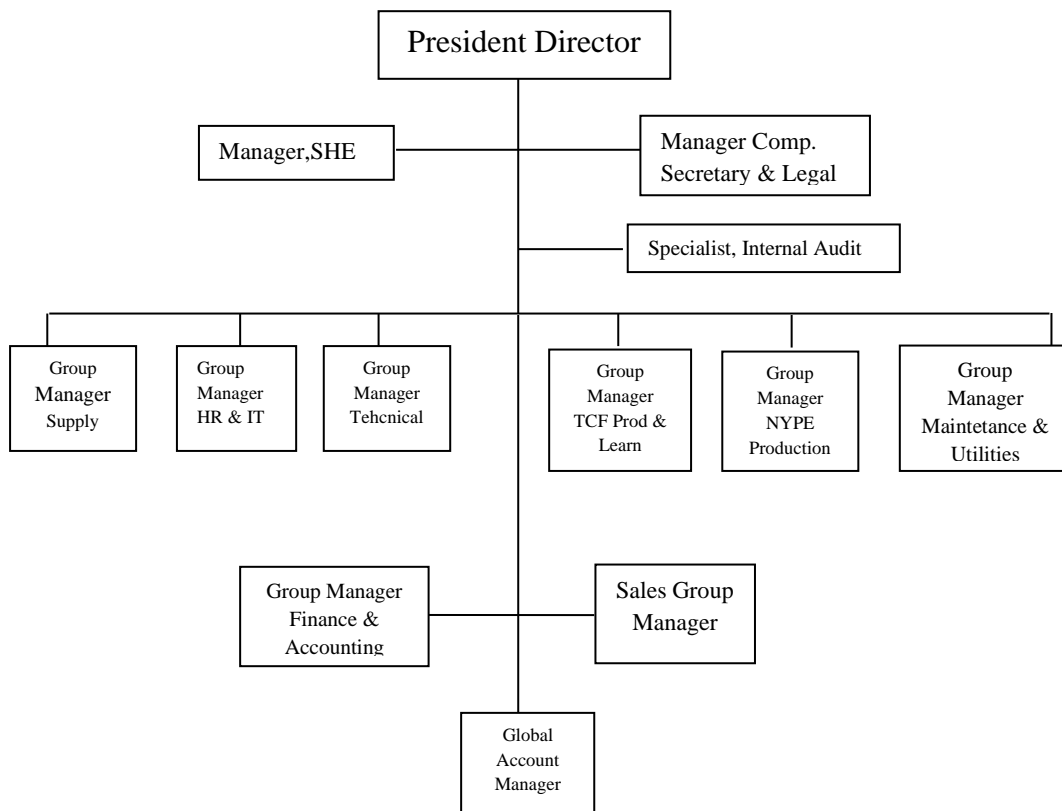 President Director
Manager,SHE
Manager Comp.
Secretary & Legal
Specialist, Internal Audit
Group
Manager
Supply
Group
Manager
HR & IT
Group
Manager
Tehcnical
Group
Manager
TCF Prod &
Learn
Group
Manager
NYPE
Production
Group
Manager
Maintetance &
Utilities
Group Manager
Finance &
Accounting
Sales Group
Manager
Global
Account
Manager